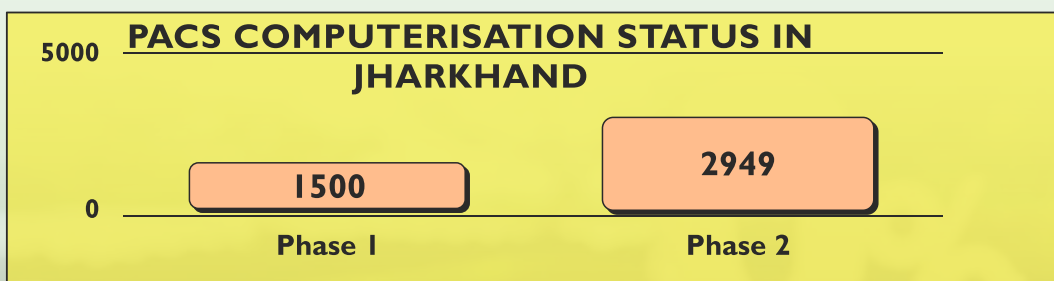 PACS COMPUTERISATION STATUS IN
JHARKHAND
5000
1500
2949
0
Phase 1
Phase 2